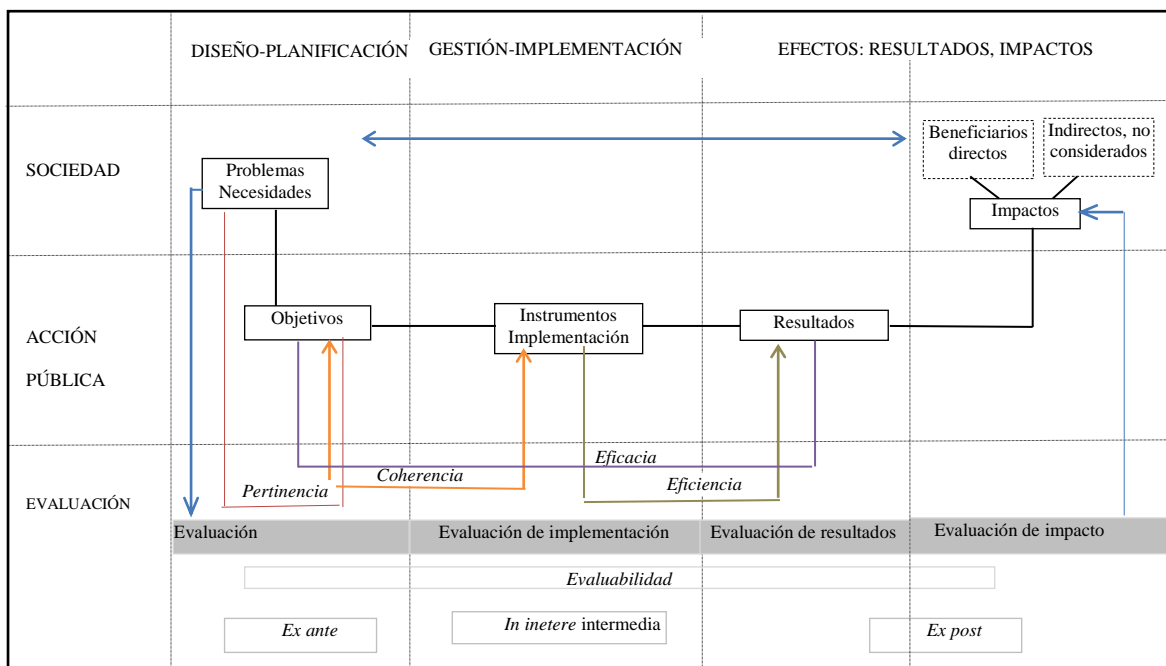 DISEÑO-PLANIFICACIÓN
GESTIÓN-IMPLEMENTACIÓN
EFECTOS: RESULTADOS, IMPACTOS
SOCIEDAD
Problemas
Necesidades
Beneficiarios
directos
Indirectos, no
considerados
Impactos
ACCIÓN
PÚBLICA
Objetivos
Instrumentos
Implementación
Resultados
EVALUACIÓN
Pertinencia
Coherencia
Eficacia
Eficiencia
Evaluación
Evaluación de implementación
Evaluación de resultados
Evaluación de impacto
Evaluabilidad
Ex ante
In inetere intermedia
Ex post